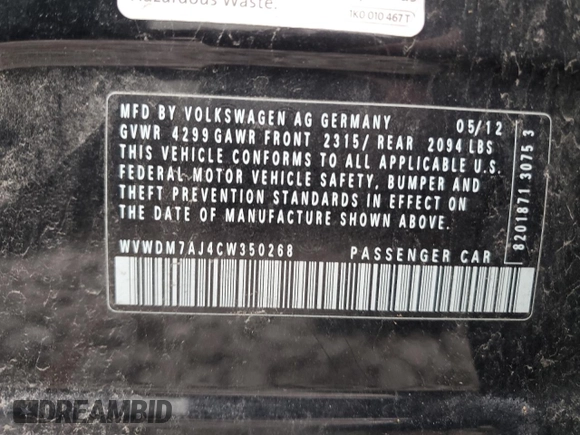 Hazardous Waste.
1K0 010 467 T
MFD BY VOLKSWAGEN AG GERMANY 05/12
GVWR 4299 GAWR FRONT 2315/ REAR 2094 LBS
THIS VEHICLE CONFORMS TO ALL APPLICABLE U.S.
FEDERAL MOTOR VEHICLE SAFETY, BUMPER AND
THEFT PREVENTION STANDARDS IN EFFECT ON
THE DATE OF MANUFACTURE SHOWN ABOVE.
WVWDM7AJ4CW350268 PASSENGER CAR
8201871 3075 3
DREAMBID